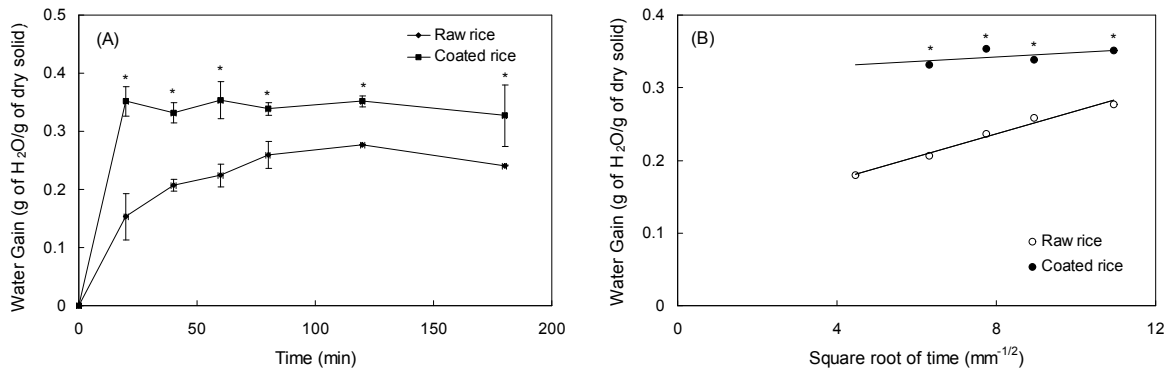 (A)
Raw rice
Coated rice
* * * * * *
0.5
0.4
0.3
0.2
0.1
0
0 50 100 150 200
Time (min)
Water Gain (g of H₂O/g of dry solid)
(B)
* * * *
0.4
0.3
0.2
0.1
0
0 4 8 12
Raw rice
Coated rice
Square root of time (mm⁻¹/²)
Water Gain (g of H₂O/g of dry solid)